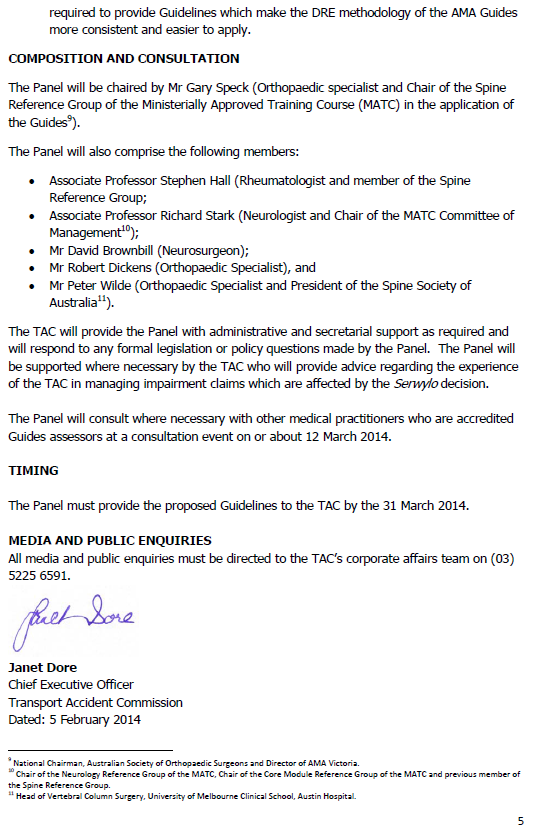 required to provide Guidelines which make the DRE methodology of the AMA Guides
more consistent and easier to apply.
COMPOSITION AND CONSULTATION
The Panel will be chaired by Mr Gary Speck (Orthopaedic specialist and Chair of the Spine
Reference Group of the Ministerially Approved Training Course (MATC) in the application of
the Guides⁹).
The Panel will also comprise the following members:
• Associate Professor Stephen Hall (Rheumatologist and member of the Spine
Reference Group;
• Associate Professor Richard Stark (Neurologist and Chair of the MATC Committee of
Management¹⁰);
• Mr David Brownbill (Neurosurgeon);
• Mr Robert Dickens (Orthopaedic Specialist), and
• Mr Peter Wilde (Orthopaedic Specialist and President of the Spine Society of
Australia¹¹).
The TAC will provide the Panel with administrative and secretarial support as required and
will respond to any formal legislation or policy questions made by the Panel. The Panel will
be supported where necessary by the TAC who will provide advice regarding the experience
of the TAC in managing impairment claims which are affected by the Serwylo decision.
The Panel will consult where necessary with other medical practitioners who are accredited
Guides assessors at a consultation event on or about 12 March 2014.
TIMING
The Panel must provide the proposed Guidelines to the TAC by the 31 March 2014.
MEDIA AND PUBLIC ENQUIRIES
All media and public enquiries must be directed to the TAC's corporate affairs team on (03)
5225 6591.
Janet Dore
Janet Dore
Chief Executive Officer
Transport Accident Commission
Dated: 5 February 2014
⁹ National Chairman, Australian Society of Orthopaedic Surgeons and Director of AMA Victoria.
¹⁰ Chair of the Neurology Reference Group of the MATC, Chair of the Core Module Reference Group of the MATC and previous member of
the Spine Reference Group.
¹¹ Head of Vertebral Column Surgery, University of Melbourne Clinical School, Austin Hospital.
5